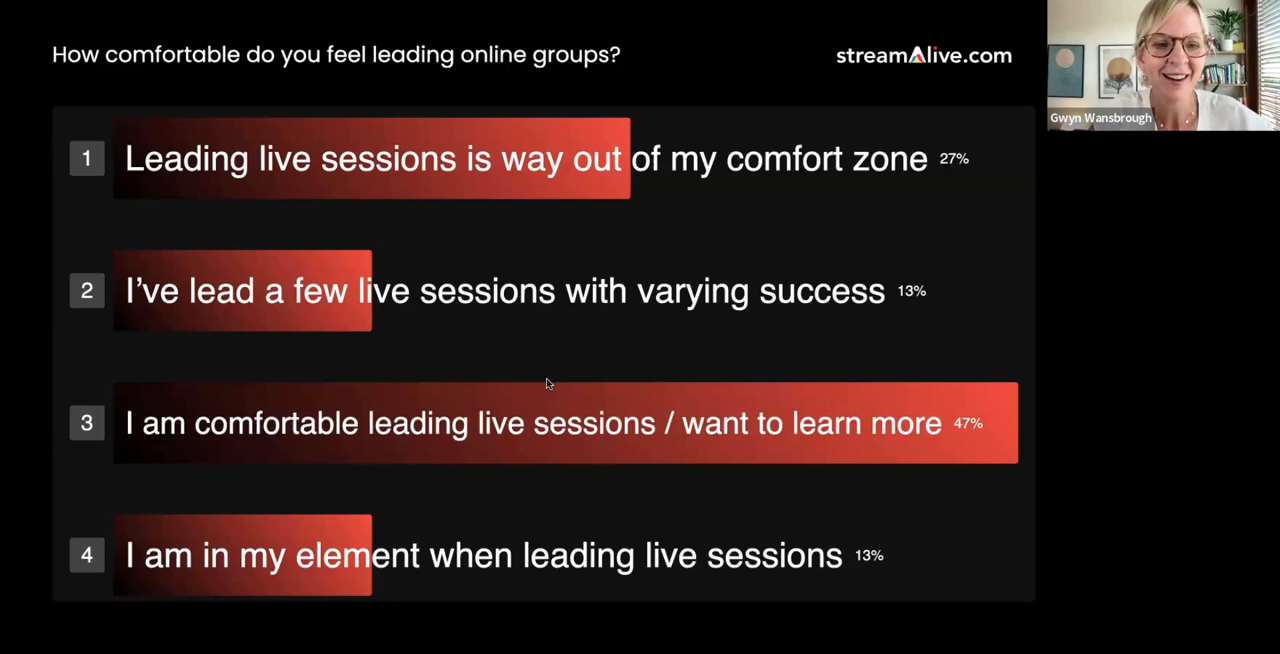 How comfortable do you feel leading online groups?
streamAlive.com
Gwyn Wansbrough
1 Leading live sessions is way out of my comfort zone 27%
2 I’ve lead a few live sessions with varying success 13%
3 I am comfortable leading live sessions / want to learn more 47%
4 I am in my element when leading live sessions 13%